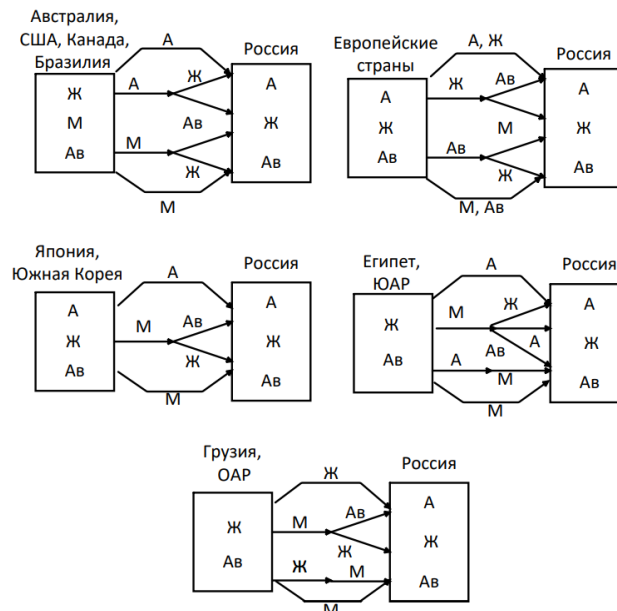 Австралия,
США, Канада,
Бразилия
А
Россия
Ж
М
Ав
А
Ж
Ав
М
Ж
М
А
Ж
Ав
Европейские
страны
А, Ж
Россия
А
Ж
Ав
Ж
Ав
М
Ав
Ж
М, Ав
А
Ж
Ав
Япония,
Южная Корея
А
Россия
А
Ж
Ав
М
Ав
Ж
М
А
Ж
Ав
Египет,
ЮАР
А
Россия
Ж
Ав
М
Ж
А
Ав
А
М
М
А
Ж
Ав
Грузия,
ОАР
Ж
Россия
Ж
Ав
М
Ав
Ж
Ж
М
М
А
Ж
Ав